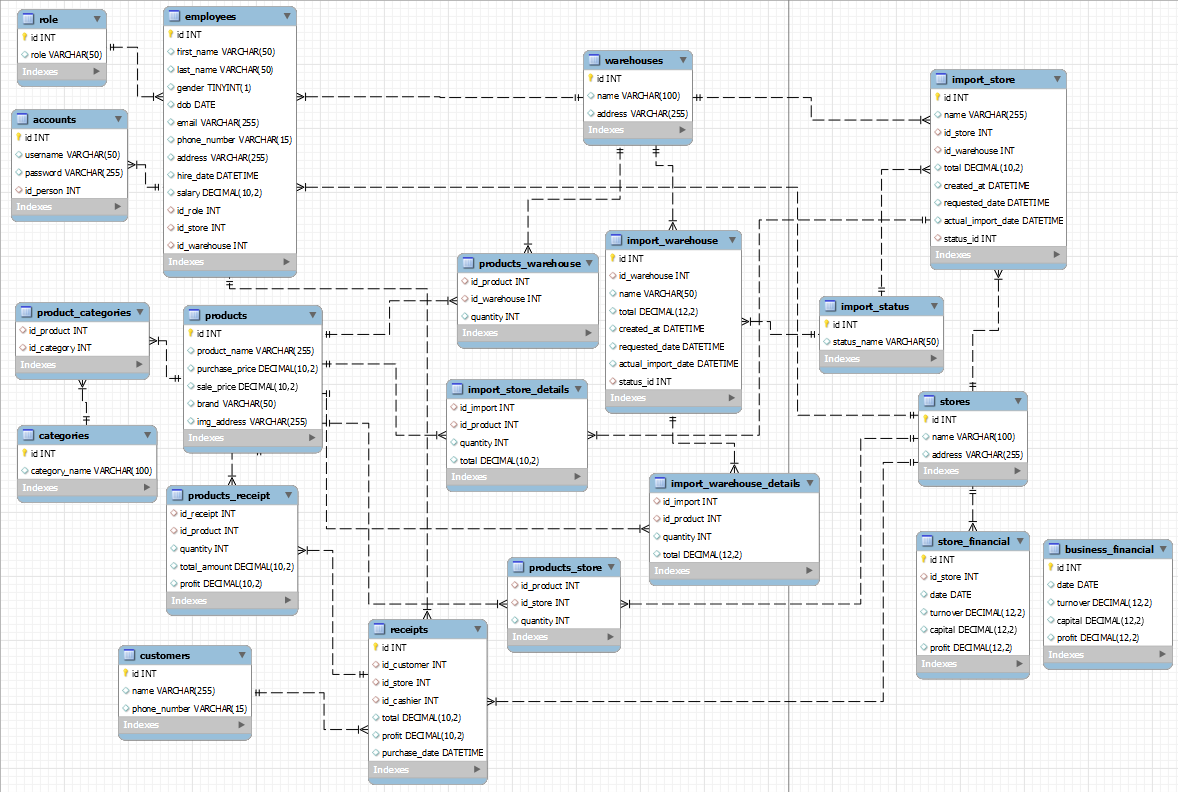 role
id INT
role VARCHAR(50)
Indexes
employees
id INT
first_name VARCHAR(50)
last_name VARCHAR(50)
gender TINYINT(1)
dob DATE
email VARCHAR(255)
phone_number VARCHAR(15)
address VARCHAR(255)
hire_date DATETIME
salary DECIMAL(10,2)
id_role INT
id_store INT
id_warehouse INT
Indexes
accounts
id INT
username VARCHAR(50)
password VARCHAR(255)
id_person INT
Indexes
warehouses
id INT
name VARCHAR(100)
address VARCHAR(255)
Indexes
import_store
id INT
name VARCHAR(255)
id_store INT
id_warehouse INT
total DECIMAL(10,2)
created_at DATETIME
requested_date DATETIME
actual_import_date DATETIME
status_id INT
Indexes
products_warehouse
id_product INT
id_warehouse INT
quantity INT
Indexes
import_warehouse
id INT
id_warehouse INT
name VARCHAR(50)
total DECIMAL(12,2)
created_at DATETIME
requested_date DATETIME
actual_import_date DATETIME
status_id INT
Indexes
import_status
id INT
status_name VARCHAR(50)
Indexes
product_categories
id_product INT
id_category INT
Indexes
products
id INT
product_name VARCHAR(255)
purchase_price DECIMAL(10,2)
sale_price DECIMAL(10,2)
brand VARCHAR(50)
img_address VARCHAR(255)
Indexes
import_store_details
id_import INT
id_product INT
quantity INT
total DECIMAL(10,2)
Indexes
stores
id INT
name VARCHAR(100)
address VARCHAR(255)
Indexes
categories
id INT
category_name VARCHAR(100)
Indexes
products_receipt
id_receipt INT
id_product INT
quantity INT
total_amount DECIMAL(10,2)
profit DECIMAL(10,2)
Indexes
import_warehouse_details
id_import INT
id_product INT
quantity INT
total DECIMAL(12,2)
Indexes
products_store
id_product INT
id_store INT
quantity INT
Indexes
store_financial
id INT
id_store INT
date DATE
turnover DECIMAL(12,2)
capital DECIMAL(12,2)
profit DECIMAL(12,2)
Indexes
business_financial
id INT
date DATE
turnover DECIMAL(12,2)
capital DECIMAL(12,2)
profit DECIMAL(12,2)
Indexes
customers
id INT
name VARCHAR(255)
phone_number VARCHAR(15)
Indexes
receipts
id INT
id_customer INT
id_store INT
id_cashier INT
total DECIMAL(10,2)
profit DECIMAL(10,2)
purchase_date DATETIME
Indexes